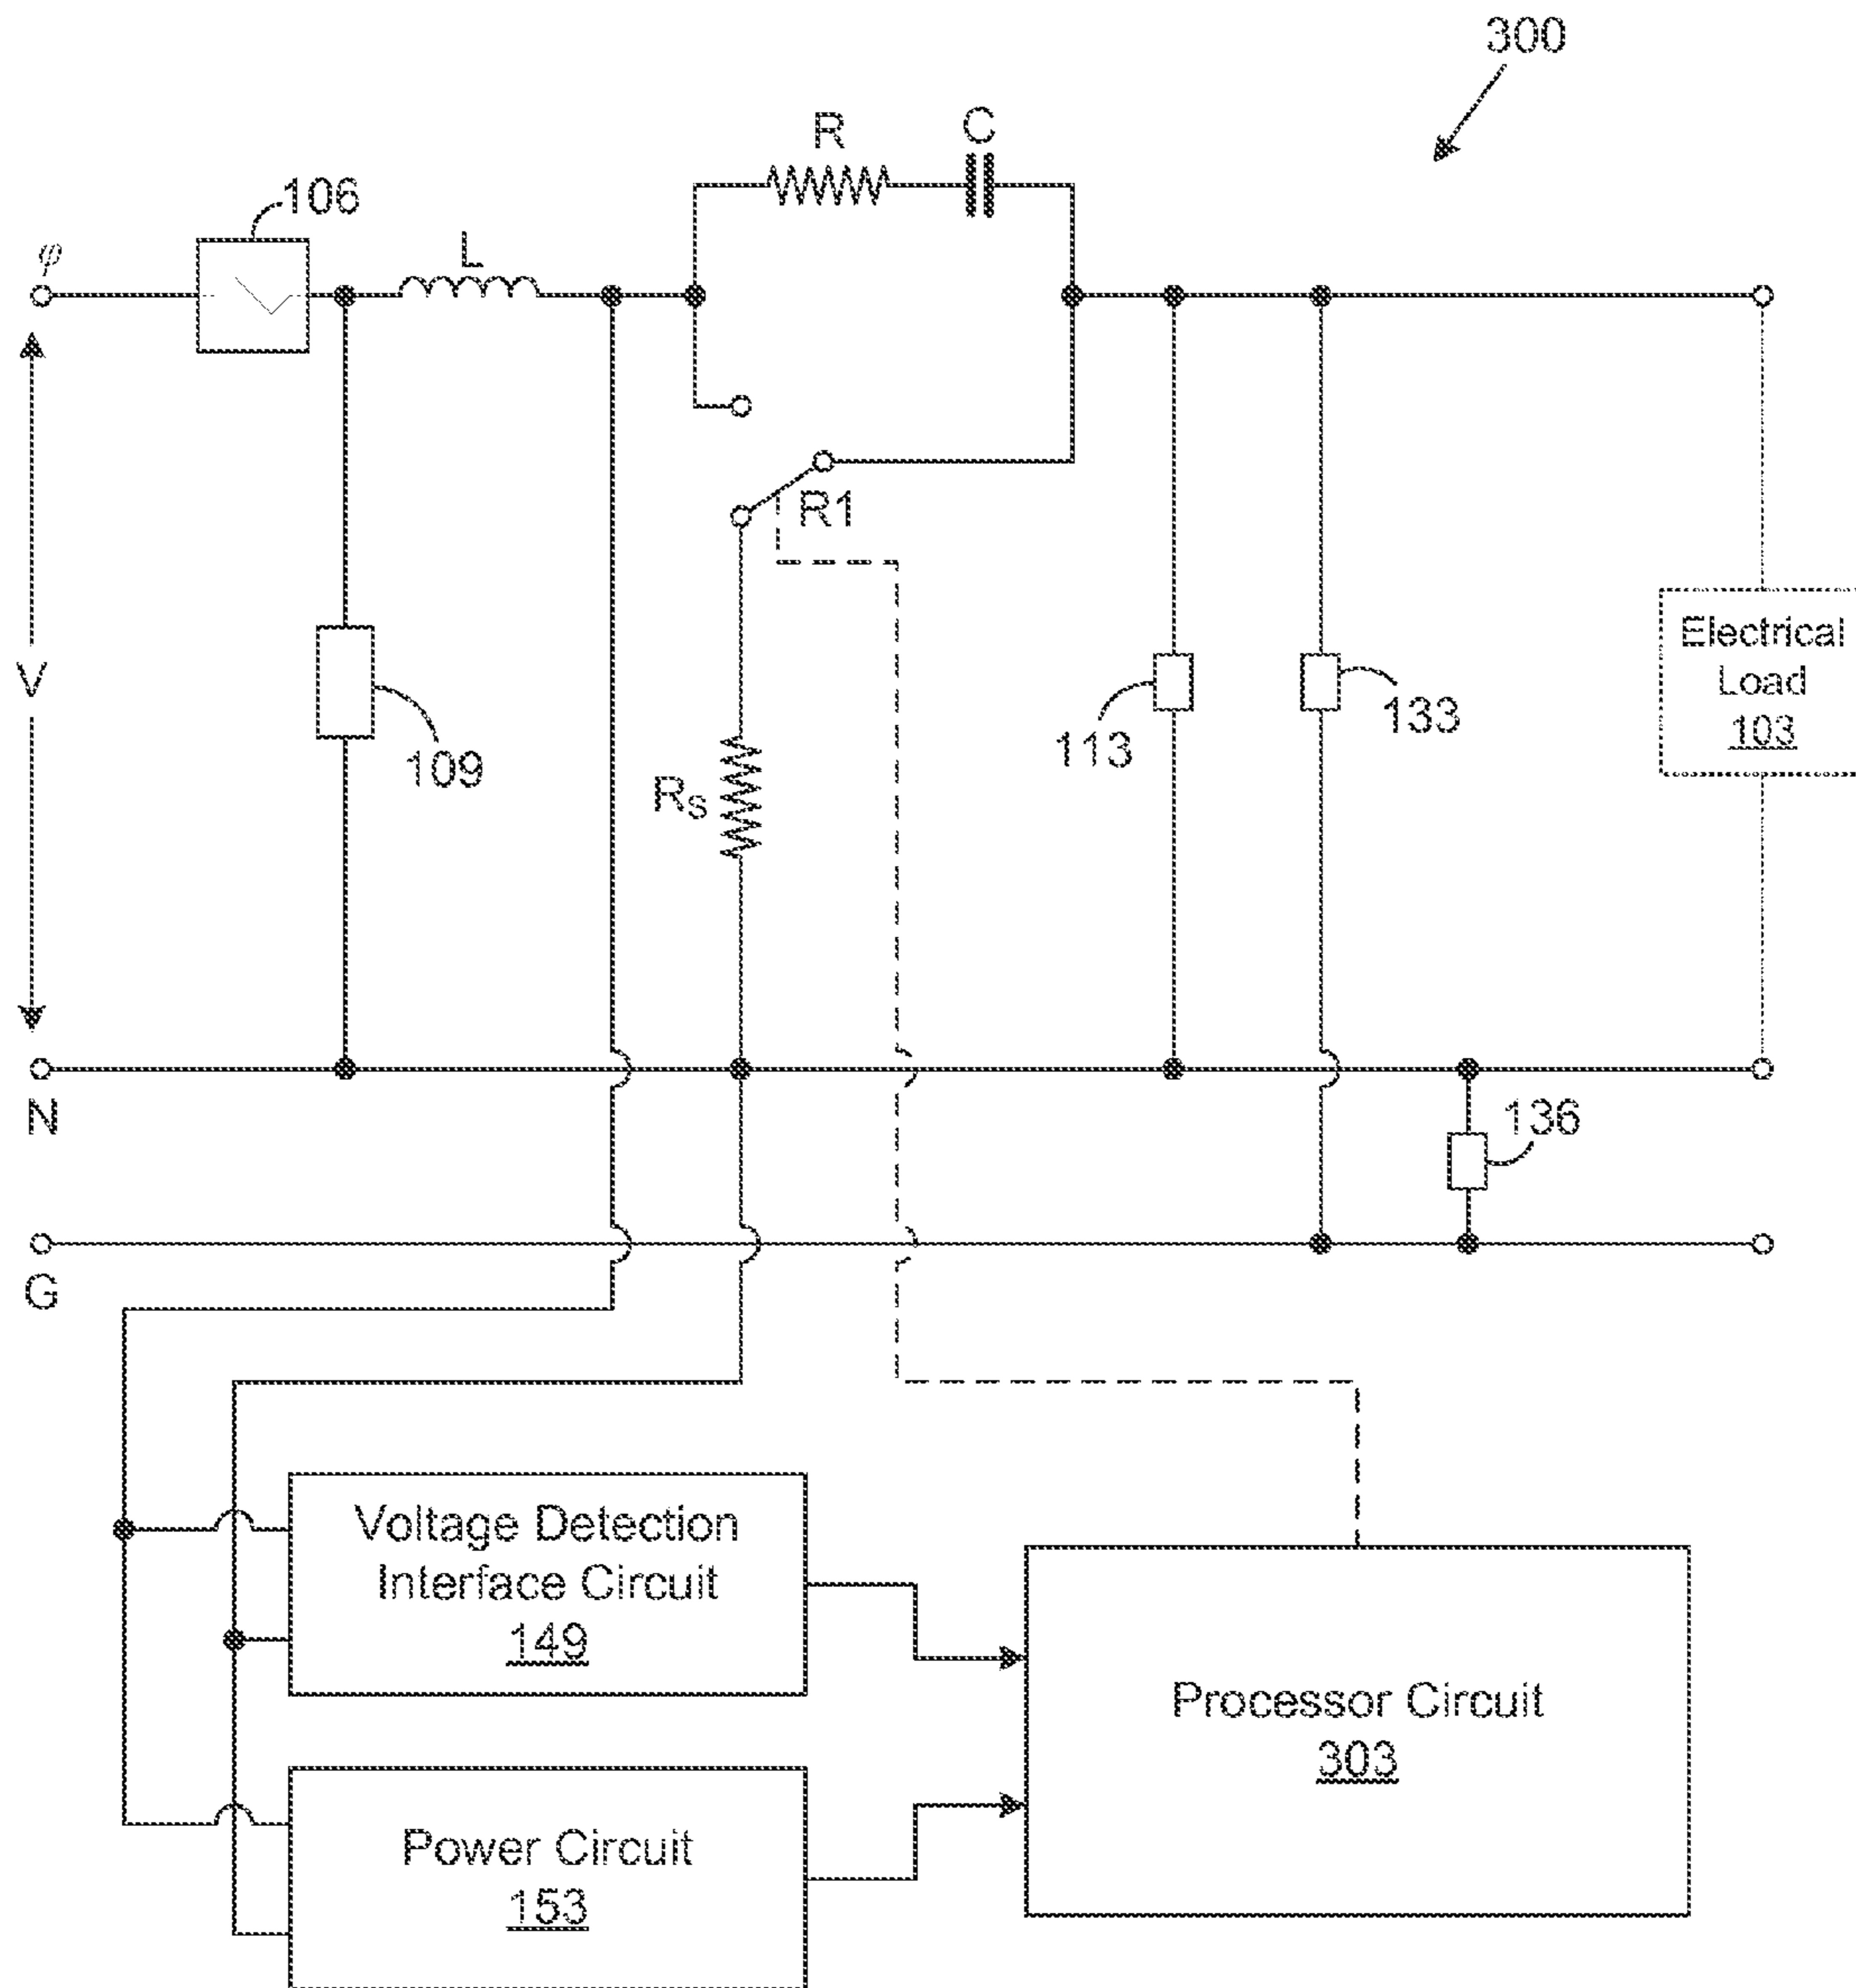 300
R
C
106
φ
L
R1
V
109
Electrical
Load
103
113
133
RS
N
136
G
Voltage Detection
Interface Circuit
149
Processor Circuit
303
Power Circuit
153